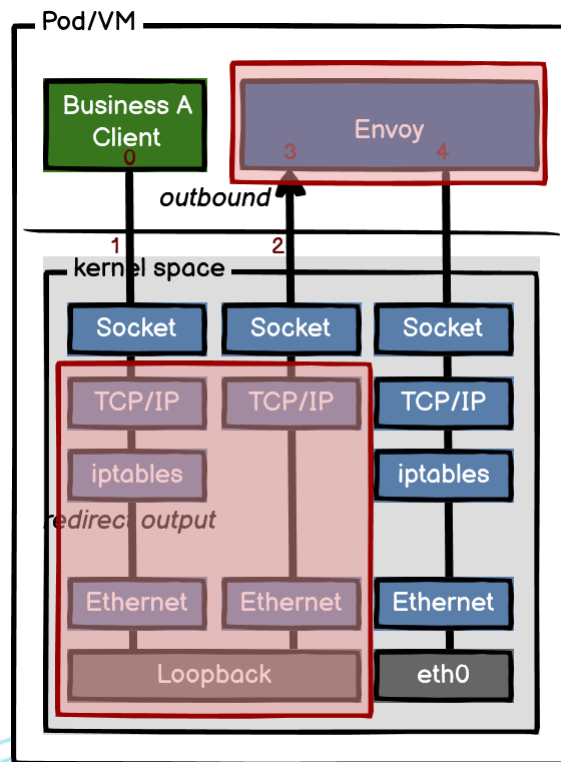 Pod/VM
Business A
Client
0
Envoy
3
4
outbound
1
2
kernel space
Socket
Socket
Socket
TCP/IP
TCP/IP
TCP/IP
iptables
iptables
redirect output
Ethernet
Ethernet
Ethernet
Loopback
eth0